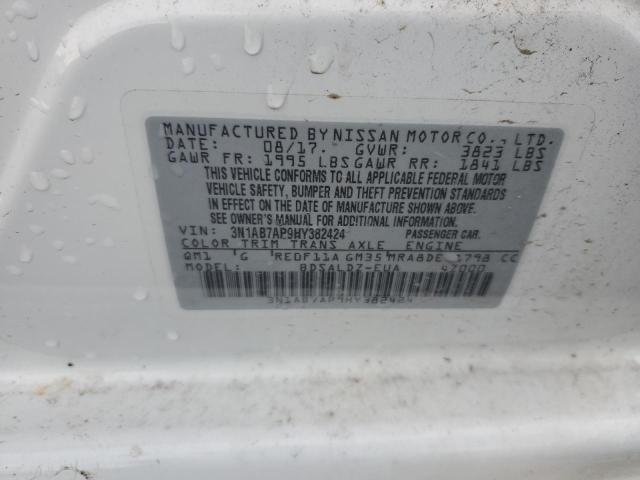 MANUFACTURED BY NISSAN MOTOR CO., LTD.
DATE: 08/17. GVWR: 3823 LBS
GAWR FR: 1995 LBS GAWR RR: 1841 LBS
THIS VEHICLE CONFORMS TO ALL APPLICABLE FEDERAL MOTOR
VEHICLE SAFETY, BUMPER AND THEFT PREVENTION STANDARDS
IN EFFECT ON THE DATE OF MANUFACTURE SHOWN ABOVE.
SEE OWNER'S MANUAL FOR ADDITIONAL INFORMATION.
VIN: 3N1AB7AP9HY382424 PASSENGER CAR.
COLOR TRIM TRANS AXLE ENGINE
QM1 G RE0F11A GM35 MRA8DE 1798 CC
MODEL: BDSALDZ-EUA 47000
3N1AB7AP9HY382424